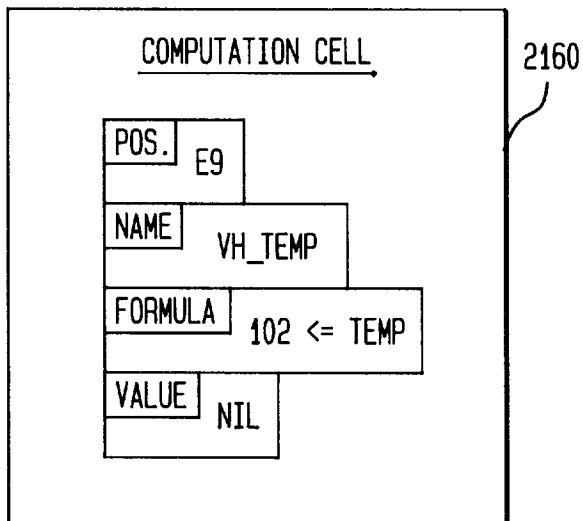 COMPUTATION CELL
2160
POS.
E9
NAME
VH_TEMP
FORMULA
102 <= TEMP
VALUE
NIL